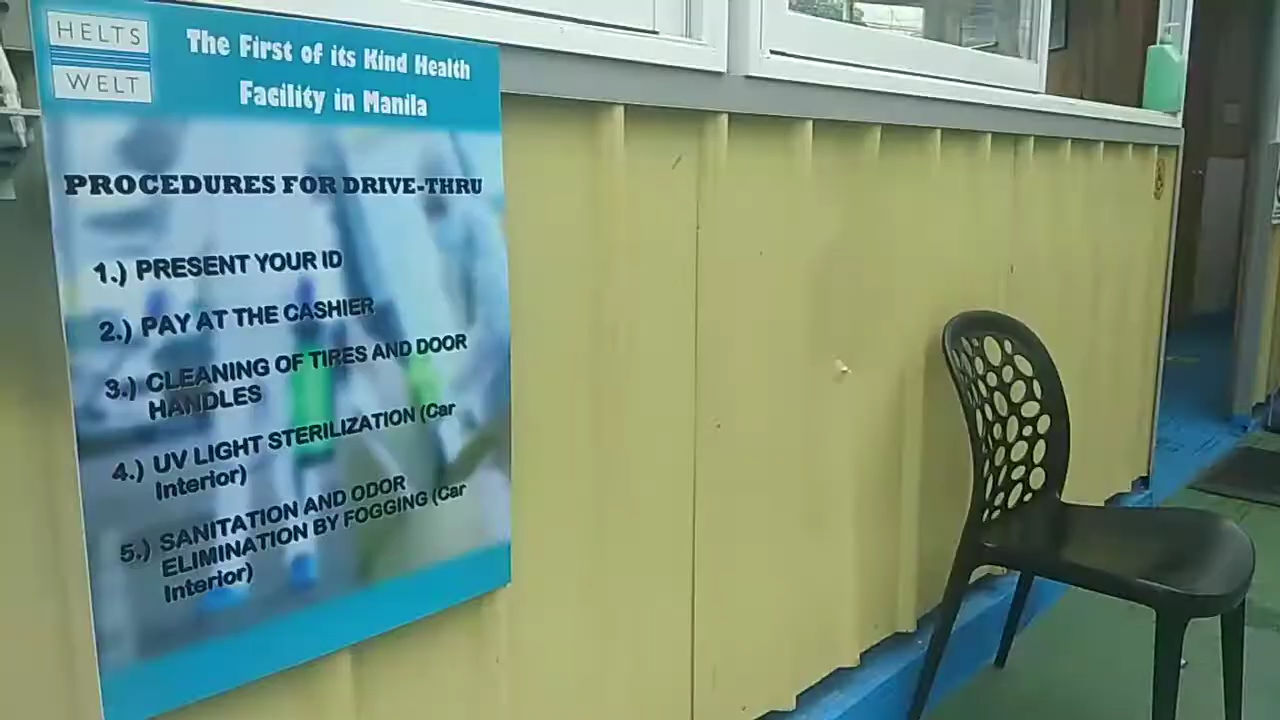 HELTS
WELT
The First of its Kind Health
Facility in Manila
PROCEDURES FOR DRIVE-THRU
1.) PRESENT YOUR ID
2.) PAY AT THE CASHIER
3.) CLEANING OF TIRES AND DOOR
HANDLES
4.) UV LIGHT STERILIZATION (Car
Interior)
5.) SANITATION AND ODOR
ELIMINATION BY FOGGING (Car
Interior)